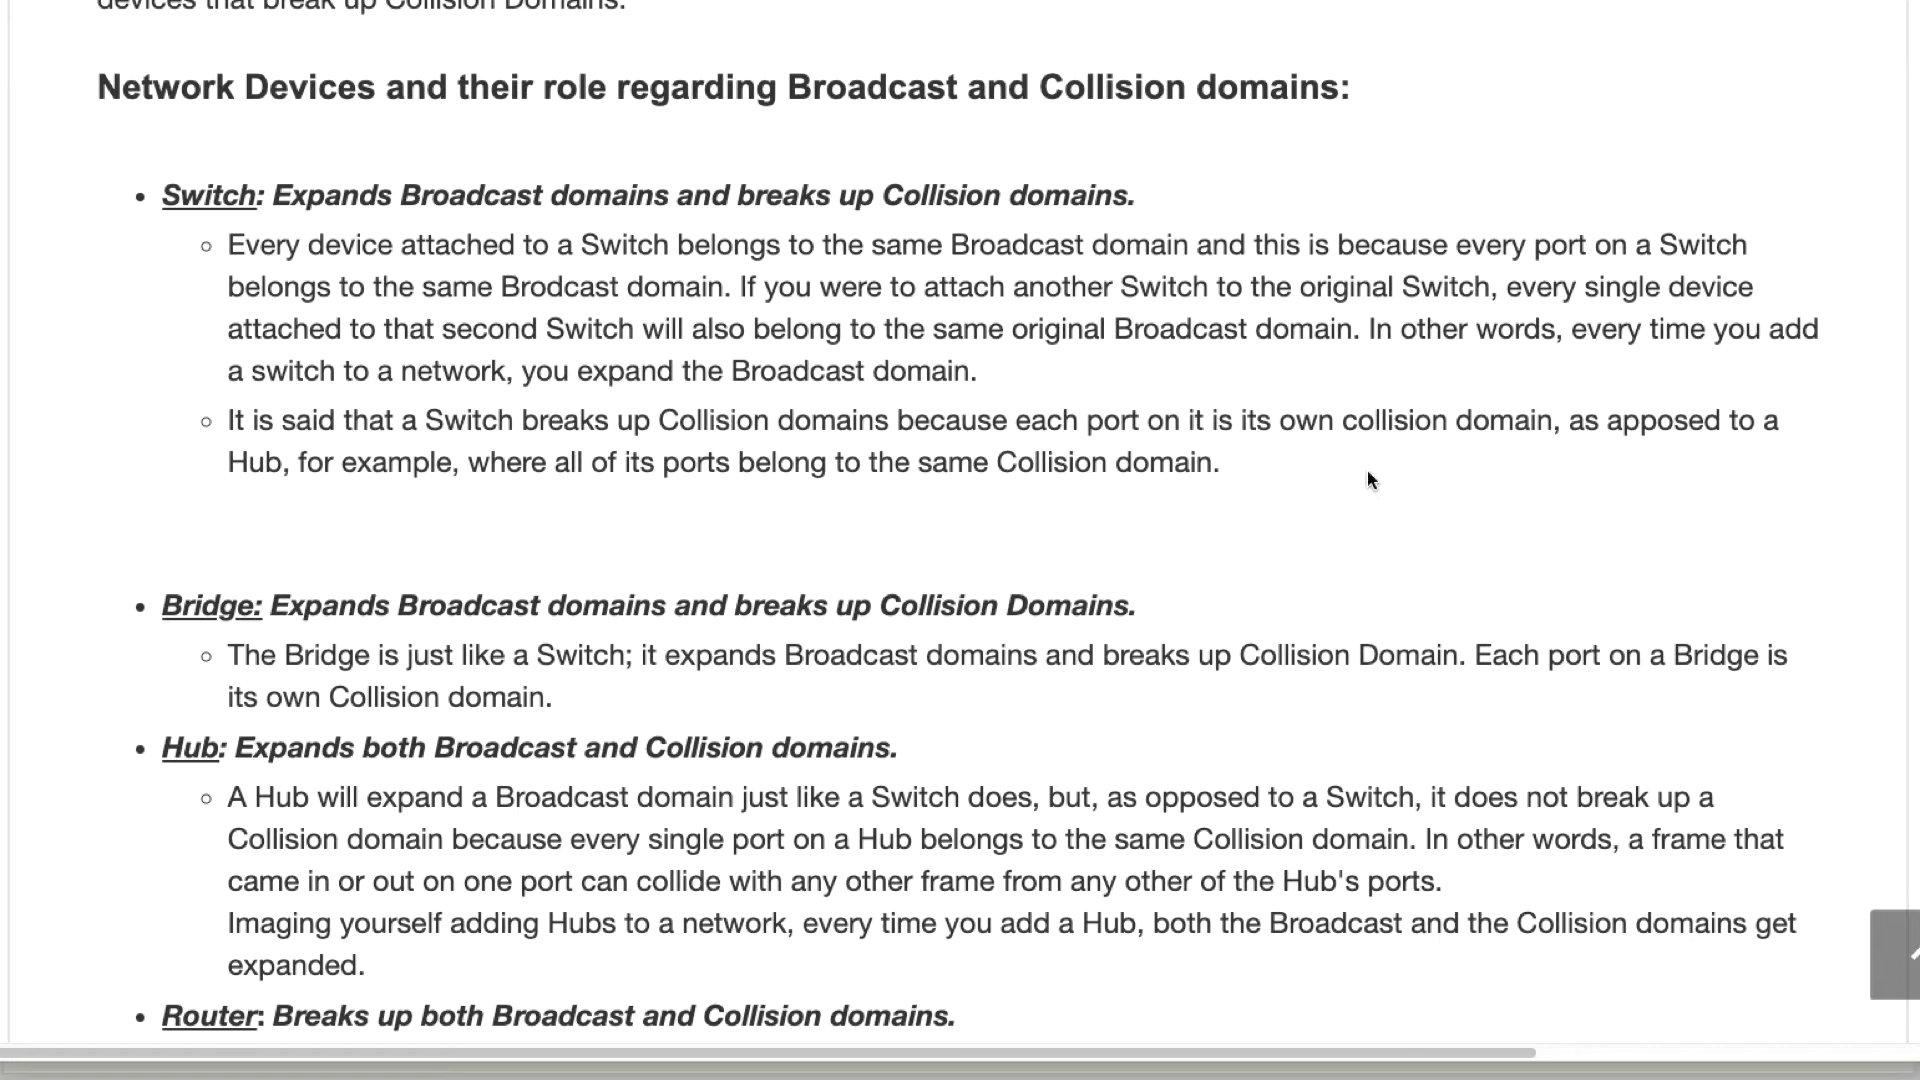 devices that break up Collision Domains.
Network Devices and their role regarding Broadcast and Collision domains:
• Switch: Expands Broadcast domains and breaks up Collision domains.
◦ Every device attached to a Switch belongs to the same Broadcast domain and this is because every port on a Switch
belongs to the same Brodcast domain. If you were to attach another Switch to the original Switch, every single device
attached to that second Switch will also belong to the same original Broadcast domain. In other words, every time you add
a switch to a network, you expand the Broadcast domain.
◦ It is said that a Switch breaks up Collision domains because each port on it is its own collision domain, as apposed to a
Hub, for example, where all of its ports belong to the same Collision domain.
• Bridge: Expands Broadcast domains and breaks up Collision Domains.
◦ The Bridge is just like a Switch; it expands Broadcast domains and breaks up Collision Domain. Each port on a Bridge is
its own Collision domain.
• Hub: Expands both Broadcast and Collision domains.
◦ A Hub will expand a Broadcast domain just like a Switch does, but, as opposed to a Switch, it does not break up a
Collision domain because every single port on a Hub belongs to the same Collision domain. In other words, a frame that
came in or out on one port can collide with any other frame from any other of the Hub's ports.
Imaging yourself adding Hubs to a network, every time you add a Hub, both the Broadcast and the Collision domains get
expanded.
• Router: Breaks up both Broadcast and Collision domains.